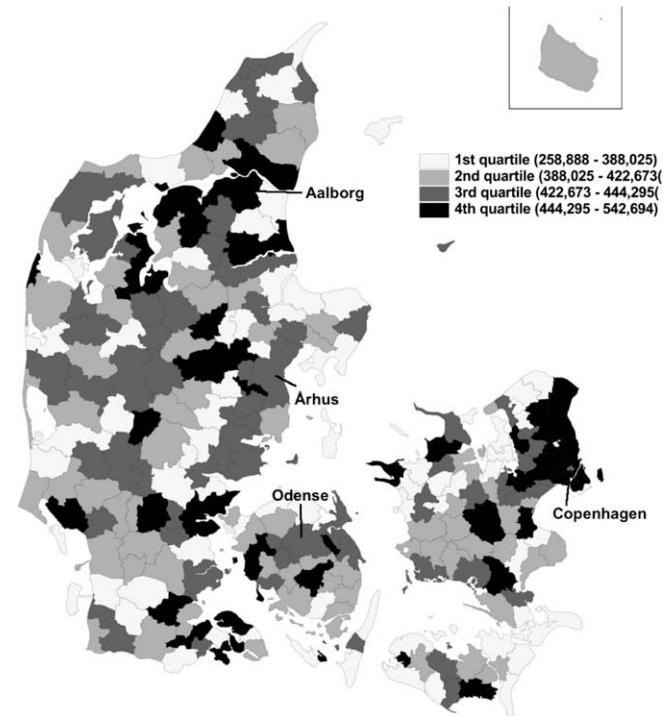 1st quartile (258,888 - 388,025)
2nd quartile (388,025 - 422,673(
3rd quartile (422,673 - 444,295(
4th quartile (444,295 - 542,694)
Aalborg
Århus
Odense
Copenhagen